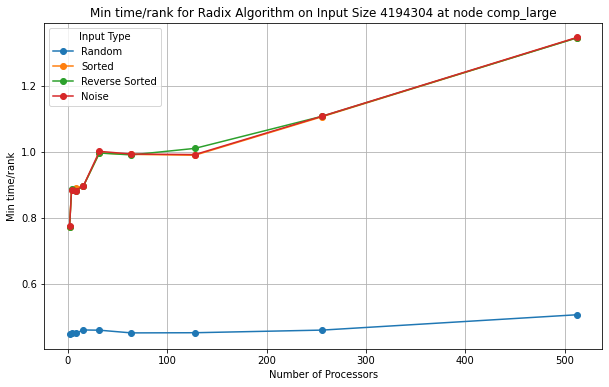 Min time/rank for Radix Algorithm on Input Size 4194304 at node comp_large
Input Type
Random
Sorted
Reverse Sorted
Noise
Min time/rank
1.2
1.0
0.8
0.6
0
100
200
300
400
500
Number of Processors